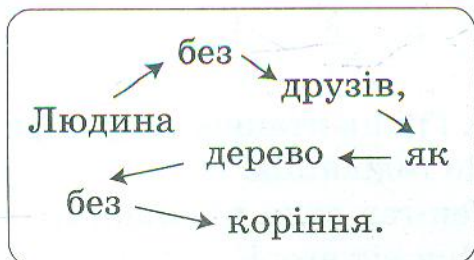 Людина
без
друзів,
як
дерево
без
коріння.